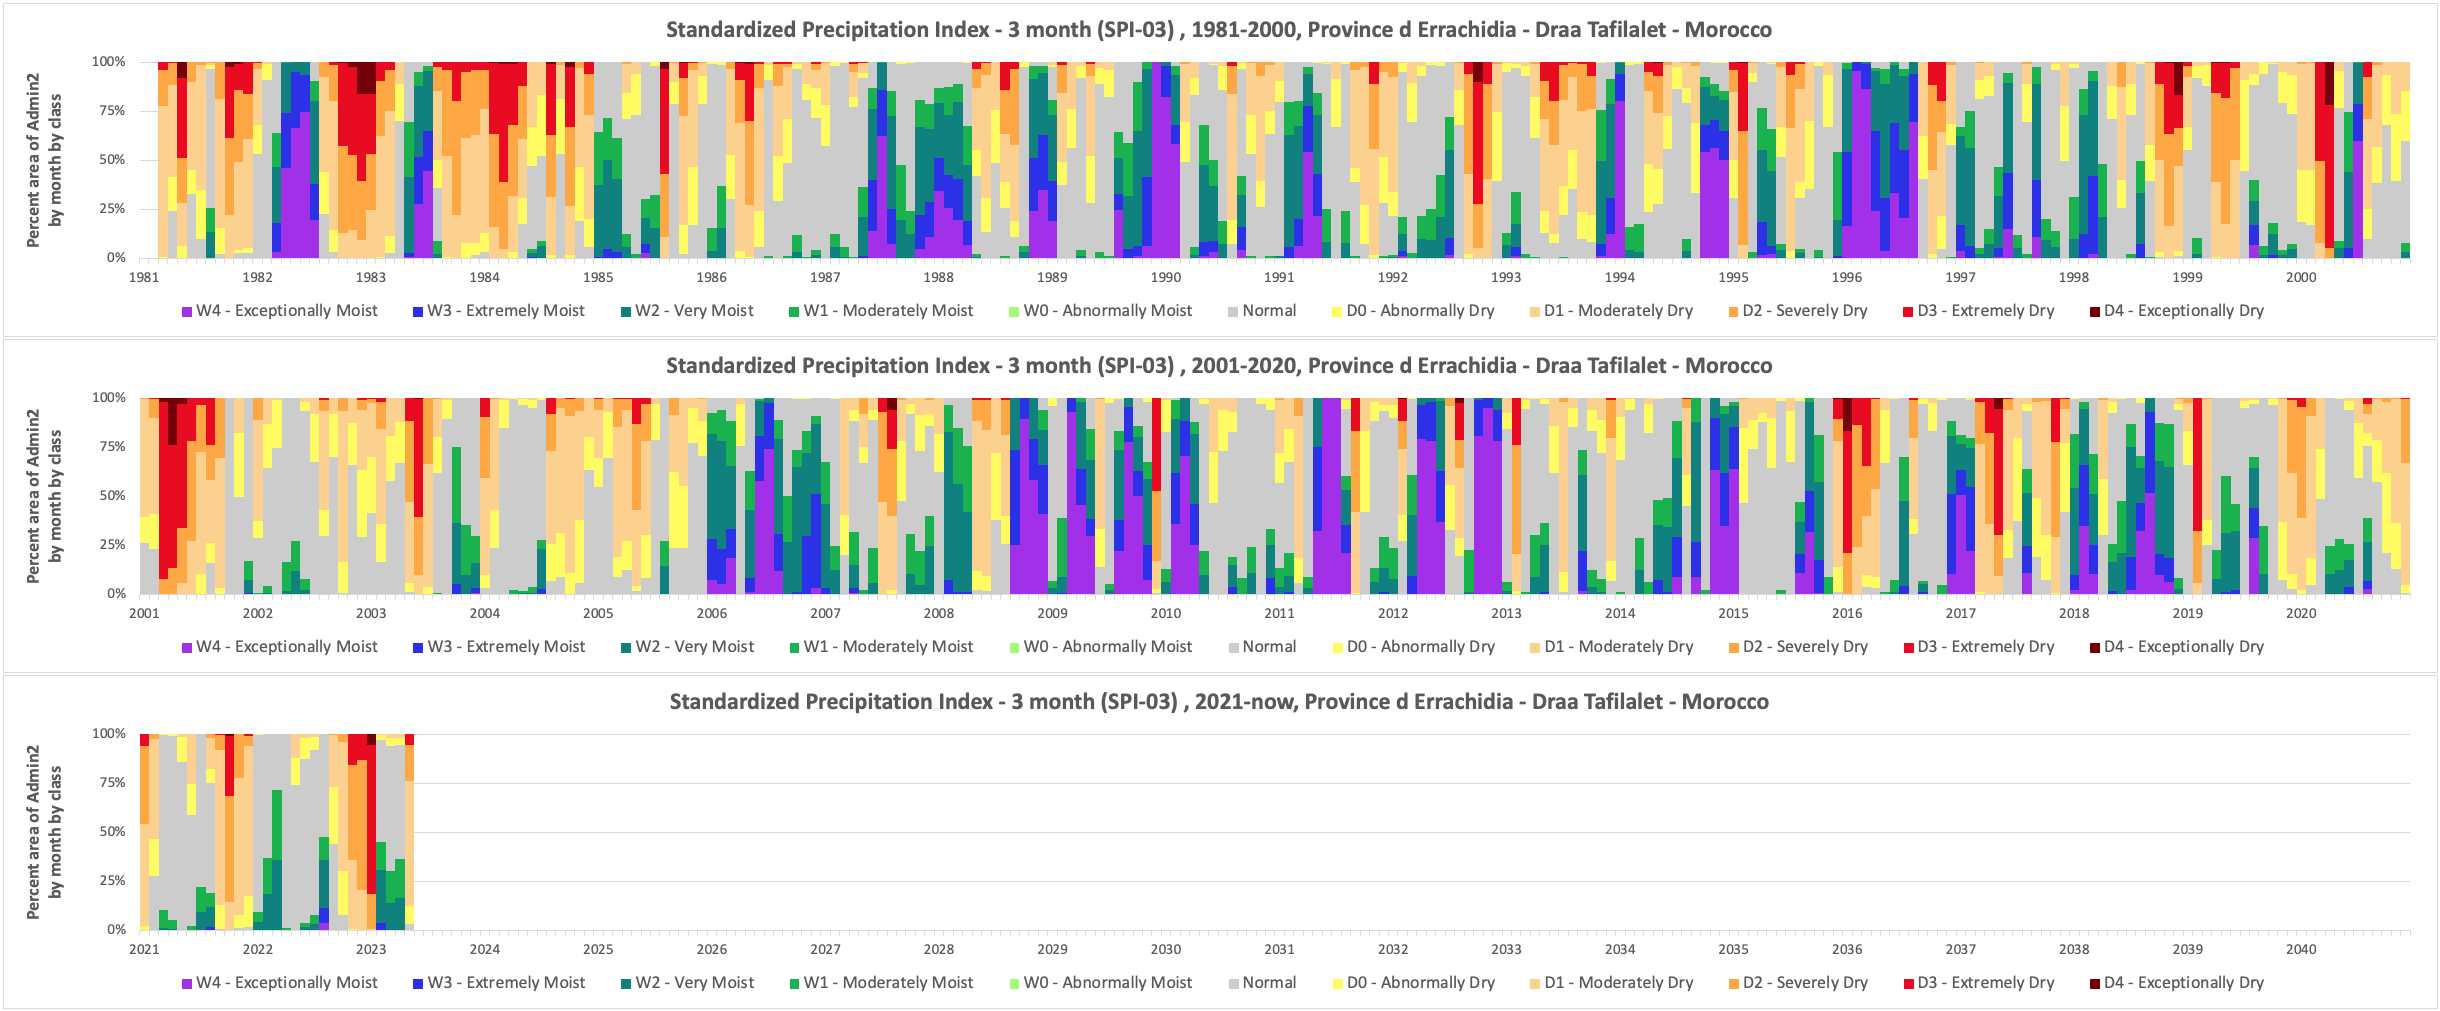 Standardized Precipitation Index - 3 month (SPI-03) , 1981-2000, Province d Errachidia - Draa Tafilalet - Morocco
Percent area of Admin2
by month by class
100%
75%
50%
25%
0%
1981 1982 1983 1984 1985 1986 1987 1988 1989 1990 1991 1992 1993 1994 1995 1996 1997 1998 1999 2000
W4 - Exceptionally Moist W3 - Extremely Moist W2 - Very Moist W1 - Moderately Moist W0 - Abnormally Moist Normal D0 - Abnormally Dry D1 - Moderately Dry D2 - Severely Dry D3 - Extremely Dry D4 - Exceptionally Dry
Standardized Precipitation Index - 3 month (SPI-03) , 2001-2020, Province d Errachidia - Draa Tafilalet - Morocco
Percent area of Admin2
by month by class
100%
75%
50%
25%
0%
2001 2002 2003 2004 2005 2006 2007 2008 2009 2010 2011 2012 2013 2014 2015 2016 2017 2018 2019 2020
W4 - Exceptionally Moist W3 - Extremely Moist W2 - Very Moist W1 - Moderately Moist W0 - Abnormally Moist Normal D0 - Abnormally Dry D1 - Moderately Dry D2 - Severely Dry D3 - Extremely Dry D4 - Exceptionally Dry
Standardized Precipitation Index - 3 month (SPI-03) , 2021-now, Province d Errachidia - Draa Tafilalet - Morocco
Percent area of Admin2
by month by class
100%
75%
50%
25%
0%
2021 2022 2023 2024 2025 2026 2027 2028 2029 2030 2031 2032 2033 2034 2035 2036 2037 2038 2039 2040
W4 - Exceptionally Moist W3 - Extremely Moist W2 - Very Moist W1 - Moderately Moist W0 - Abnormally Moist Normal D0 - Abnormally Dry D1 - Moderately Dry D2 - Severely Dry D3 - Extremely Dry D4 - Exceptionally Dry